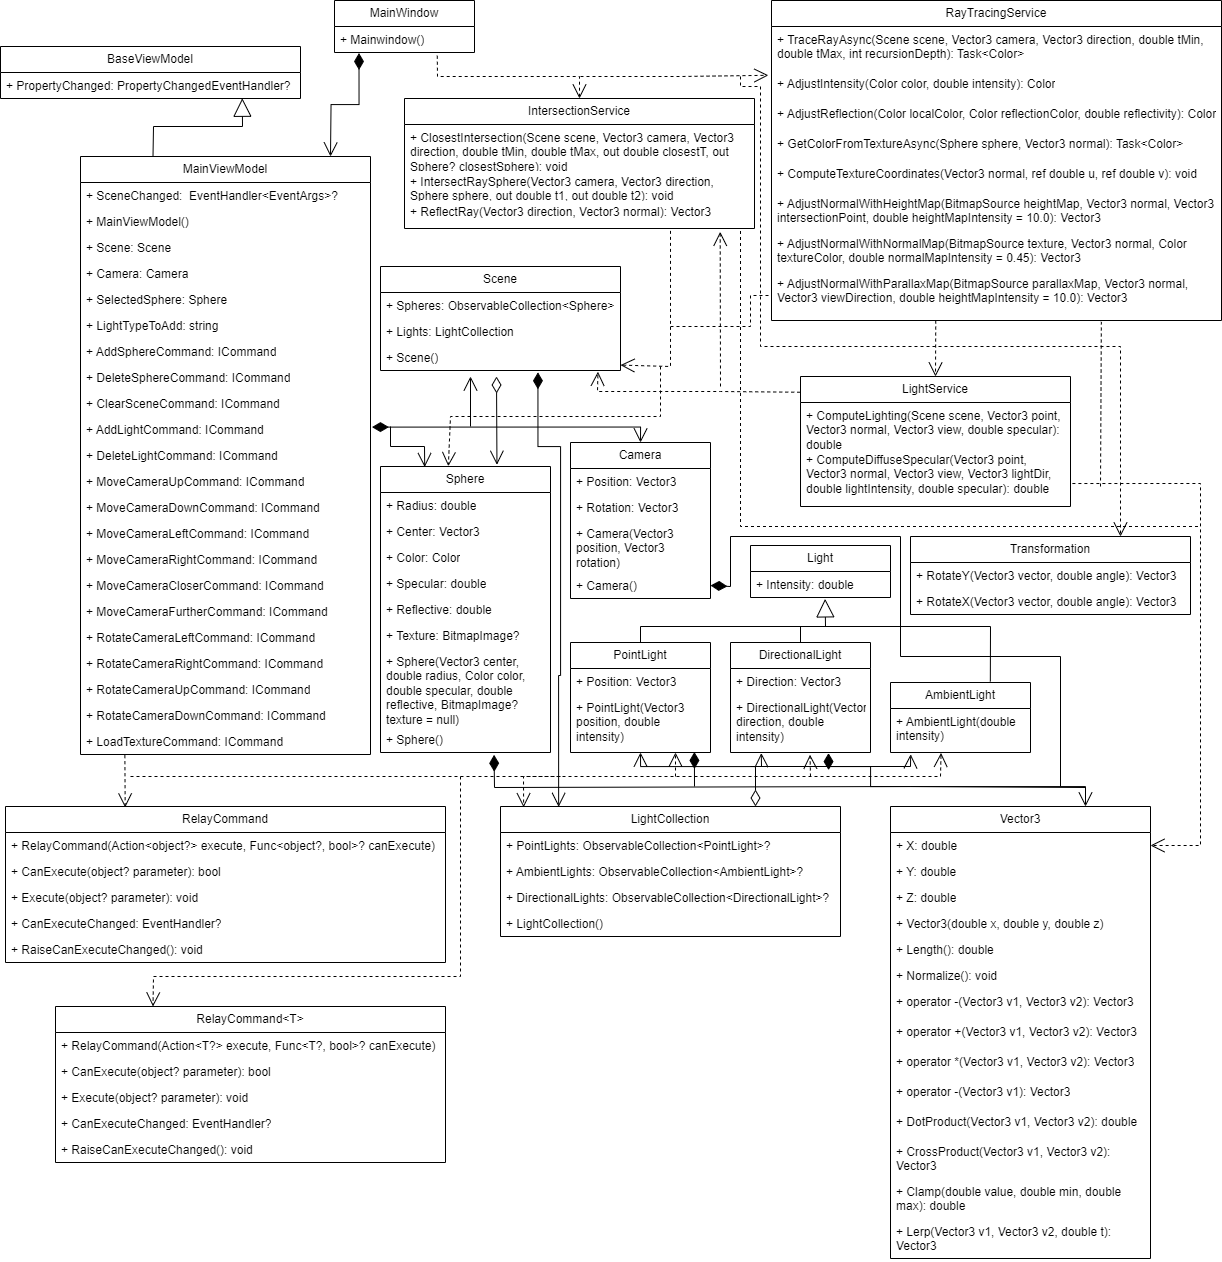 MainWindow
+ Mainwindow()
BaseViewModel
+ PropertyChanged: PropertyChangedEventHandler?
RayTracingService
+ TraceRayAsync(Scene scene, Vector3 camera, Vector3 direction, double tMin,
double tMax, int recursionDepth): Task<Color>
+ AdjustIntensity(Color color, double intensity): Color
+ AdjustReflection(Color localColor, Color reflectionColor, double reflectivity): Color
+ GetColorFromTextureAsync(Sphere sphere, Vector3 normal): Task<Color>
+ ComputeTextureCoordinates(Vector3 normal, ref double u, ref double v): void
+ AdjustNormalWithHeightMap(BitmapSource heightMap, Vector3 normal, Vector3
intersectionPoint, double heightMapIntensity = 10.0): Vector3
+ AdjustNormalWithNormalMap(BitmapSource texture, Vector3 normal, Color
textureColor, double normalMapIntensity = 0.45): Vector3
+ AdjustNormalWithParallaxMap(BitmapSource parallaxMap, Vector3 normal,
Vector3 viewDirection, double heightMapIntensity = 10.0): Vector3
IntersectionService
+ ClosestIntersection(Scene scene, Vector3 camera, Vector3
direction, double tMin, double tMax, out double closestT, out
Sphere? closestSphere): void
+ IntersectRaySphere(Vector3 camera, Vector3 direction,
Sphere sphere, out double t1, out double t2): void
+ ReflectRay(Vector3 direction, Vector3 normal): Vector3
MainViewModel
+ SceneChanged:  EventHandler<EventArgs>?
+ MainViewModel()
+ Scene: Scene
+ Camera: Camera
+ SelectedSphere: Sphere
+ LightTypeToAdd: string
+ AddSphereCommand: ICommand
+ DeleteSphereCommand: ICommand
+ ClearSceneCommand: ICommand
+ AddLightCommand: ICommand
+ DeleteLightCommand: ICommand
+ MoveCameraUpCommand: ICommand
+ MoveCameraDownCommand: ICommand
+ MoveCameraLeftCommand: ICommand
+ MoveCameraRightCommand: ICommand
+ MoveCameraCloserCommand: ICommand
+ MoveCameraFurtherCommand: ICommand
+ RotateCameraLeftCommand: ICommand
+ RotateCameraRightCommand: ICommand
+ RotateCameraUpCommand: ICommand
+ RotateCameraDownCommand: ICommand
+ LoadTextureCommand: ICommand
Scene
+ Spheres: ObservableCollection<Sphere>
+ Lights: LightCollection
+ Scene()
LightService
+ ComputeLighting(Scene scene, Vector3 point,
Vector3 normal, Vector3 view, double specular):
double
+ ComputeDiffuseSpecular(Vector3 point,
Vector3 normal, Vector3 view, Vector3 lightDir,
double lightIntensity, double specular): double
Sphere
+ Radius: double
+ Center: Vector3
+ Color: Color
+ Specular: double
+ Reflective: double
+ Texture: BitmapImage?
+ Sphere(Vector3 center,
double radius, Color color,
double specular, double
reflective, BitmapImage?
texture = null)
+ Sphere()
Camera
+ Position: Vector3
+ Rotation: Vector3
+ Camera(Vector3
position, Vector3
rotation)
+ Camera()
Light
+ Intensity: double
Transformation
+ RotateY(Vector3 vector, double angle): Vector3
+ RotateX(Vector3 vector, double angle): Vector3
PointLight
+ Position: Vector3
+ PointLight(Vector3
position, double
intensity)
DirectionalLight
+ Direction: Vector3
+ DirectionalLight(Vector
direction, double
intensity)
AmbientLight
+ AmbientLight(double
intensity)
RelayCommand
+ RelayCommand(Action<object?> execute, Func<object?, bool>? canExecute)
+ CanExecute(object? parameter): bool
+ Execute(object? parameter): void
+ CanExecuteChanged: EventHandler?
+ RaiseCanExecuteChanged(): void
LightCollection
+ PointLights: ObservableCollection<PointLight>?
+ AmbientLights: ObservableCollection<AmbientLight>?
+ DirectionalLights: ObservableCollection<DirectionalLight>?
+ LightCollection()
Vector3
+ X: double
+ Y: double
+ Z: double
+ Vector3(double x, double y, double z)
+ Length(): double
+ Normalize(): void
+ operator -(Vector3 v1, Vector3 v2): Vector3
+ operator +(Vector3 v1, Vector3 v2): Vector3
+ operator *(Vector3 v1, Vector3 v2): Vector3
+ operator -(Vector3 v1): Vector3
+ DotProduct(Vector3 v1, Vector3 v2): double
+ CrossProduct(Vector3 v1, Vector3 v2):
Vector3
+ Clamp(double value, double min, double
max): double
+ Lerp(Vector3 v1, Vector3 v2, double t):
Vector3
RelayCommand<T>
+ RelayCommand(Action<T?> execute, Func<T?, bool>? canExecute)
+ CanExecute(object? parameter): bool
+ Execute(object? parameter): void
+ CanExecuteChanged: EventHandler?
+ RaiseCanExecuteChanged(): void